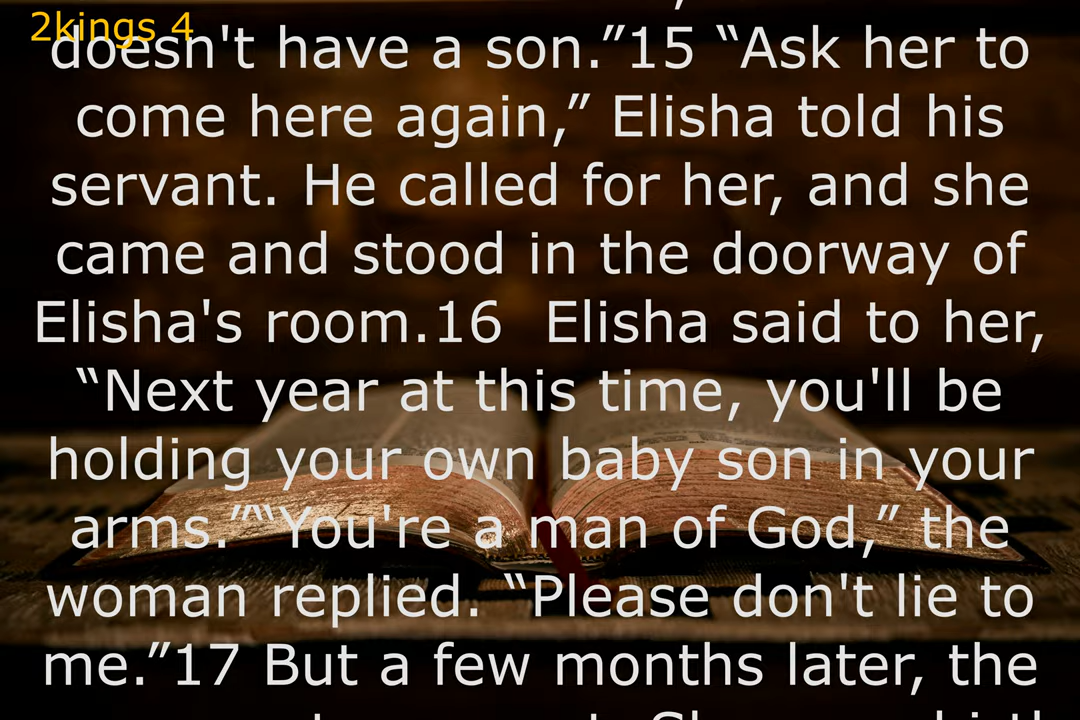 2kings 4
doesn't have a son.”15 “Ask her to
come here again,” Elisha told his
servant. He called for her, and she
came and stood in the doorway of
Elisha's room.16  Elisha said to her,
“Next year at this time, you'll be
holding your own baby son in your
arms.”“You're a man of God,” the
woman replied. “Please don't lie to
me.”17 But a few months later, the